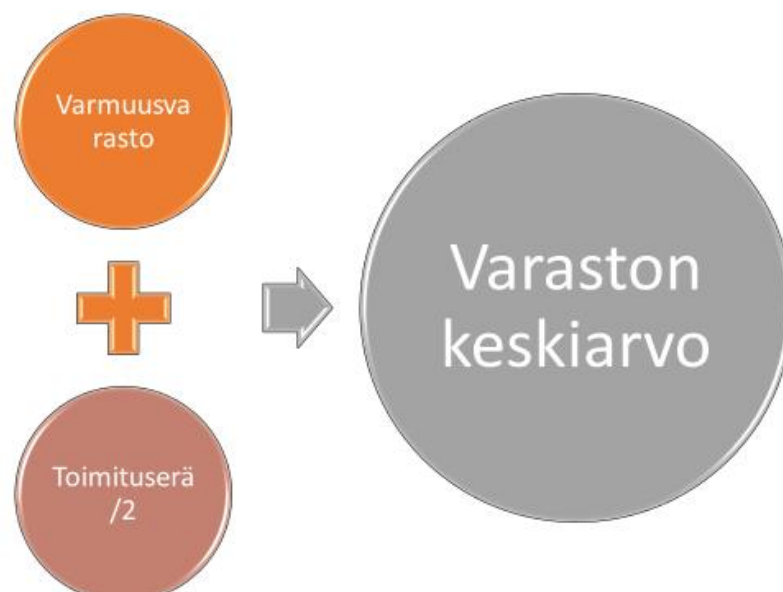 Varmuusva
rasto
Toimituserä
/2
Varaston
keskiarvo